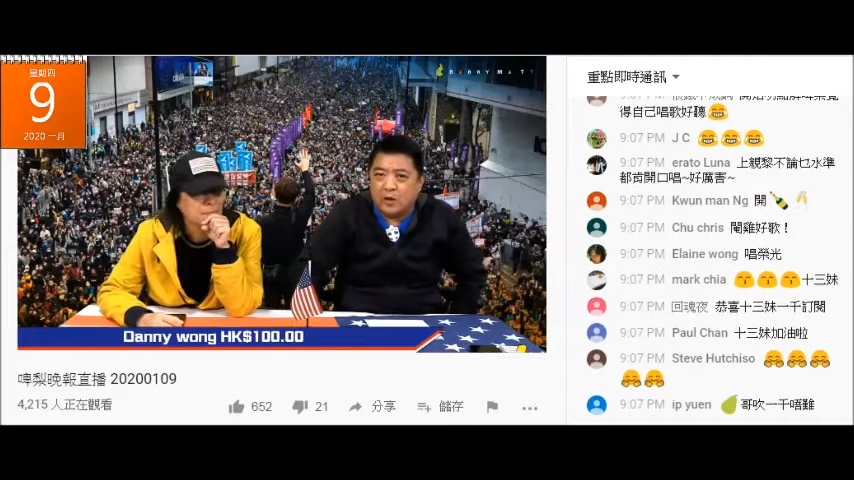 星期四
9
2020 一月
DANNYMATT
Danny wong HK$100.00
啤梨晚報直播 20200109
4,215 人正在觀看
652
21
分享
儲存
重點即時通訊
得自己唱歌好聽
9:07 PM J C
9:07 PM erato Luna 上親黎不論乜水準
都肯開口唱~好厲害~
9:07 PM Kwun man Ng 開
9:07 PM Chu chris 閹雞好歌！
9:07 PM Elaine wong 唱榮光
9:07 PM mark chia 十三妹
9:07 PM 回魂夜 恭喜十三妹一千訂閱
9:07 PM Paul Chan 十三妹加油啦
9:07 PM Steve Hutchiso
9:07 PM ip yuen 哥吹一千唔難